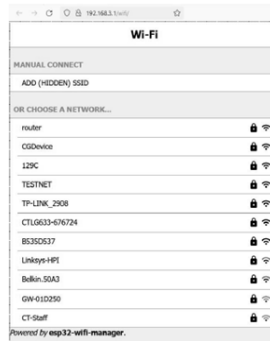 192.168.3.1/wifi/
Wi-Fi
MANUAL CONNECT
ADD (HIDDEN) SSID
OR CHOOSE A NETWORK...
router
CGDevice
129C
TESTNET
TP-LINK_2908
CTLG633-676724
BS35D537
Linksys-HPI
Belkin.50A3
GW-01D250
CT-Staff
Powered by esp32-wifi-manager.